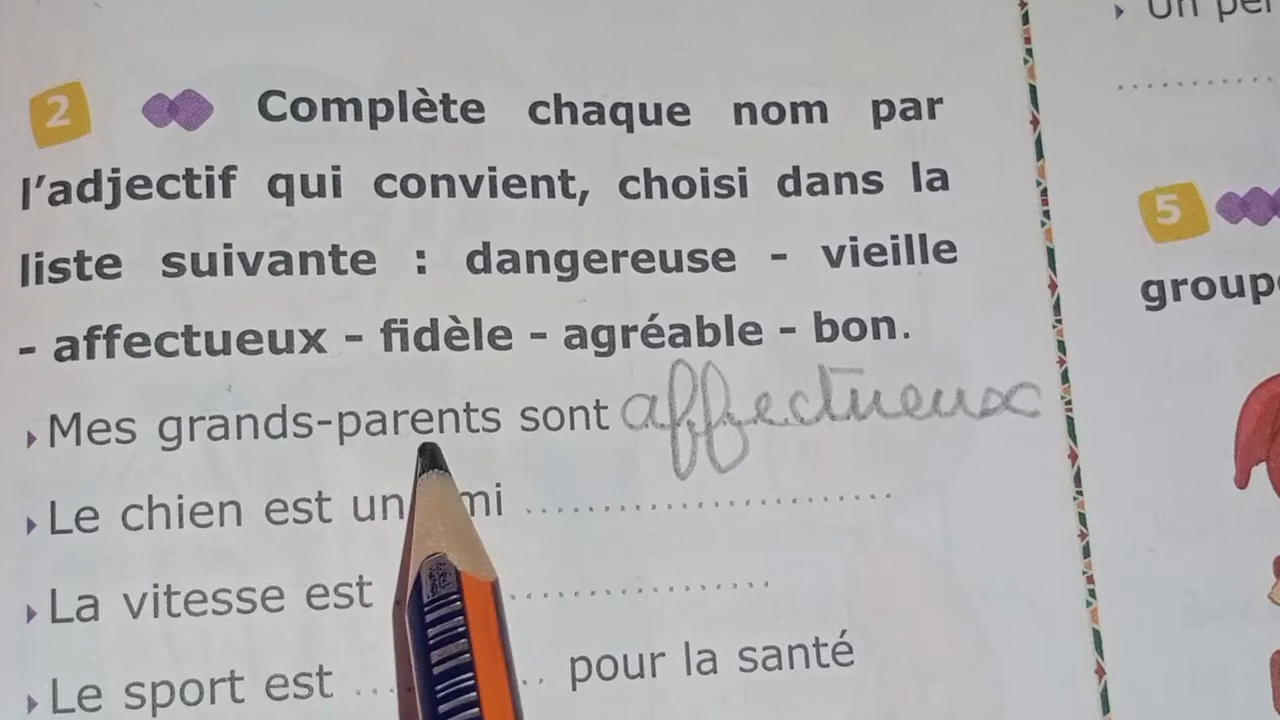 2 Complète chaque nom par
l'adjectif qui convient, choisi dans la
liste suivante : dangereuse - vieille
- affectueux - fidèle - agréable - bon.
Mes grands-parents sont affectueux
Le chien est un mi ........................
La vitesse est ................
Le sport est ..... pour la santé
Un
5
group